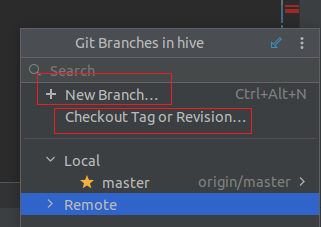 Git Branches in hive
Search
+ New Branch... Ctrl+Alt+N
Checkout Tag or Revision...
Local
master origin/master
Remote